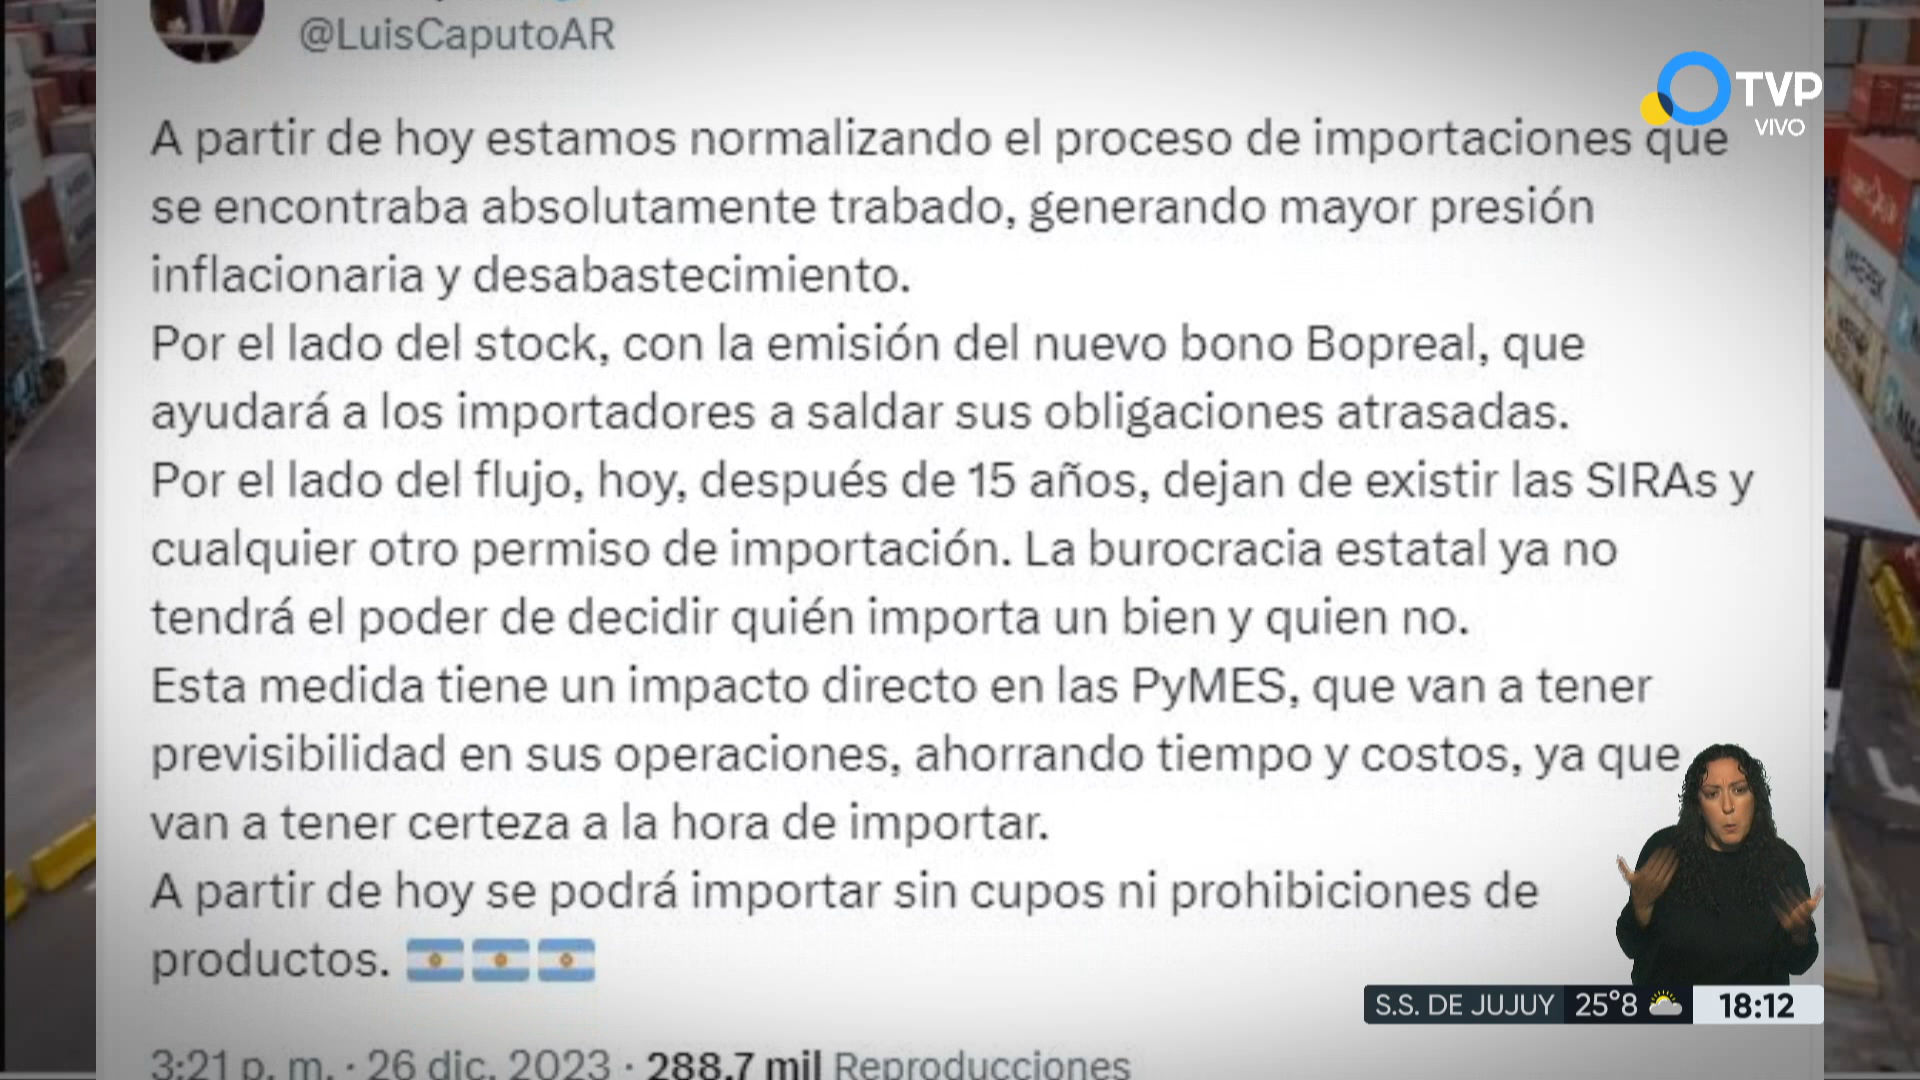 @LuisCaputoAR
TVP
VIVO
A partir de hoy estamos normalizando el proceso de importaciones que
se encontraba absolutamente trabado, generando mayor presión
inflacionaria y desabastecimiento.
Por el lado del stock, con la emisión del nuevo bono Bopreal, que
ayudará a los importadores a saldar sus obligaciones atrasadas.
Por el lado del flujo, hoy, después de 15 años, dejan de existir las SIRAs y
cualquier otro permiso de importación. La burocracia estatal ya no
tendrá el poder de decidir quién importa un bien y quien no.
Esta medida tiene un impacto directo en las PyMES, que van a tener
previsibilidad en sus operaciones, ahorrando tiempo y costos, ya que
van a tener certeza a la hora de importar.
A partir de hoy se podrá importar sin cupos ni prohibiciones de
productos. 🇦🇷🇦🇷🇦🇷
S.S. DE JUJUY 25°8 18:12
3:21 p. m. · 26 dic. 2023 · 288,7 mil Reproducciones